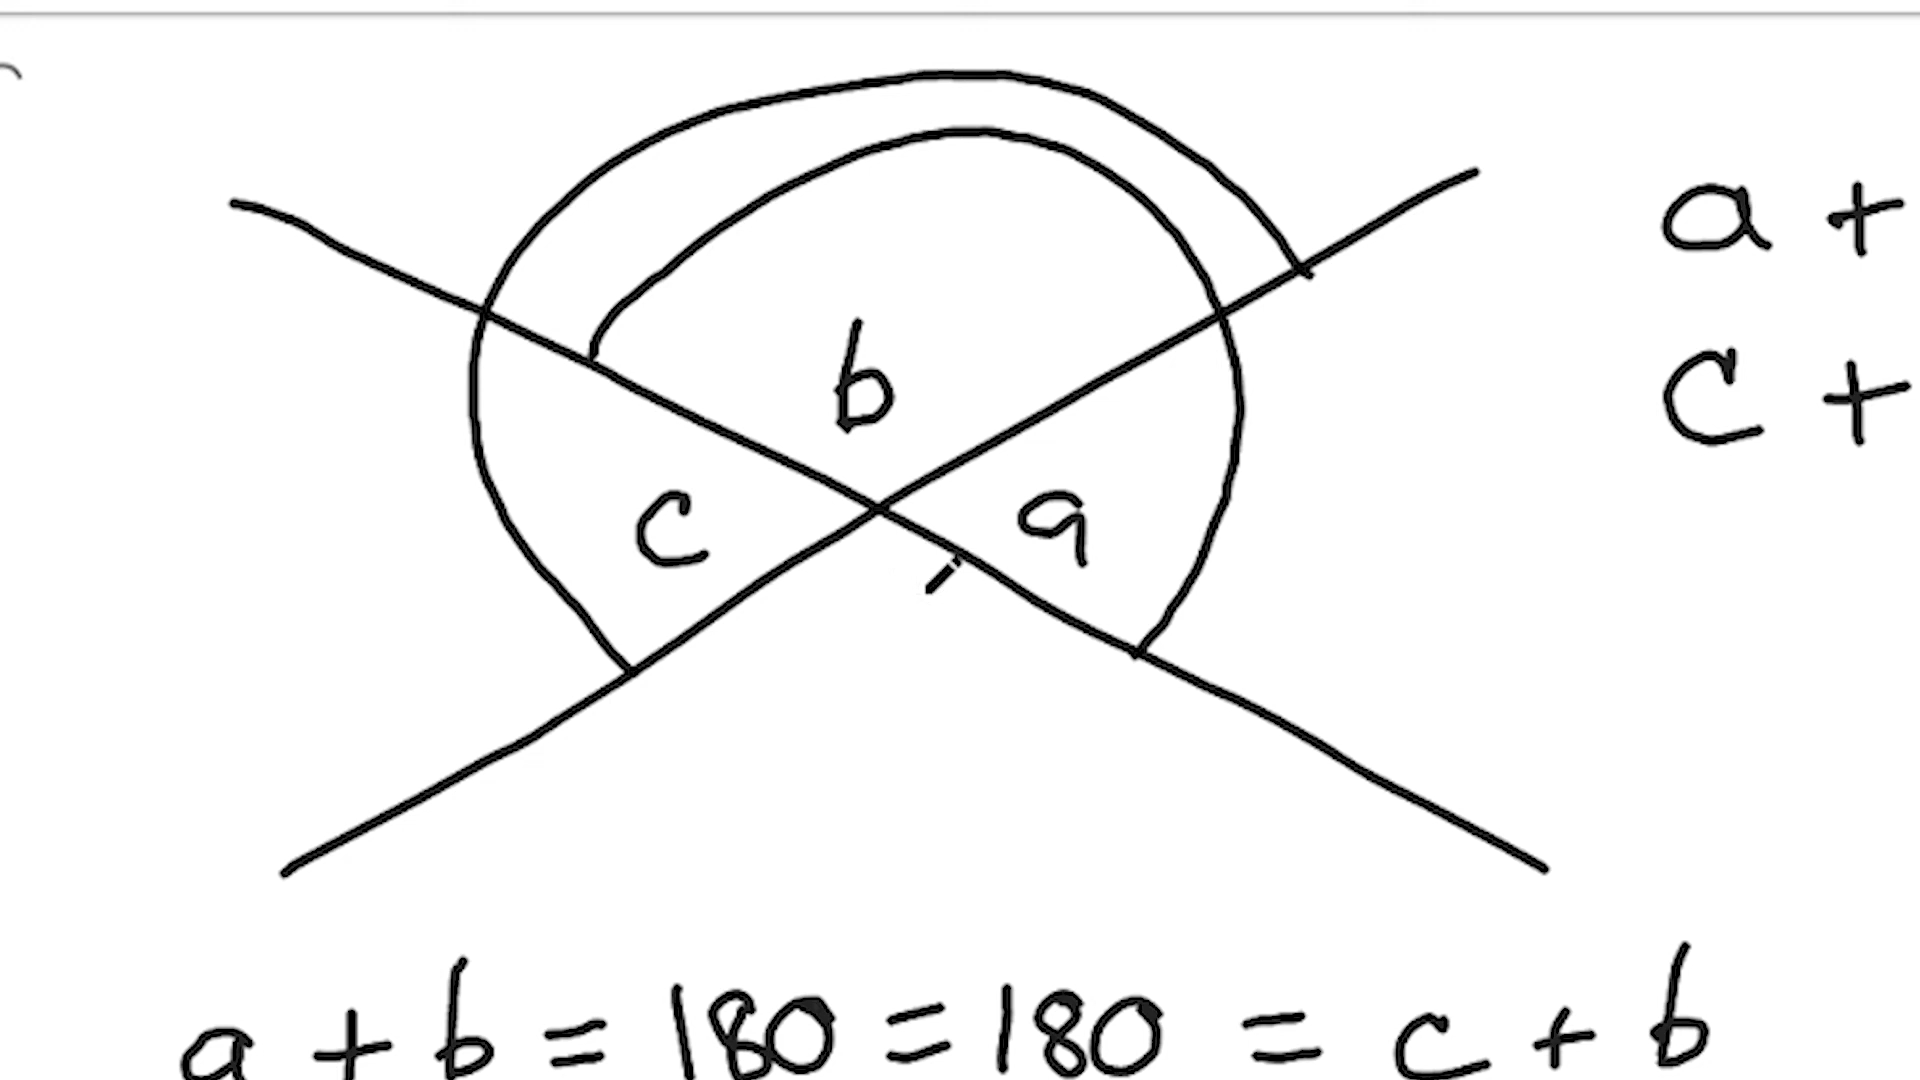 a +
c +
b
c
a
a + b = 180 = 180 = c + b